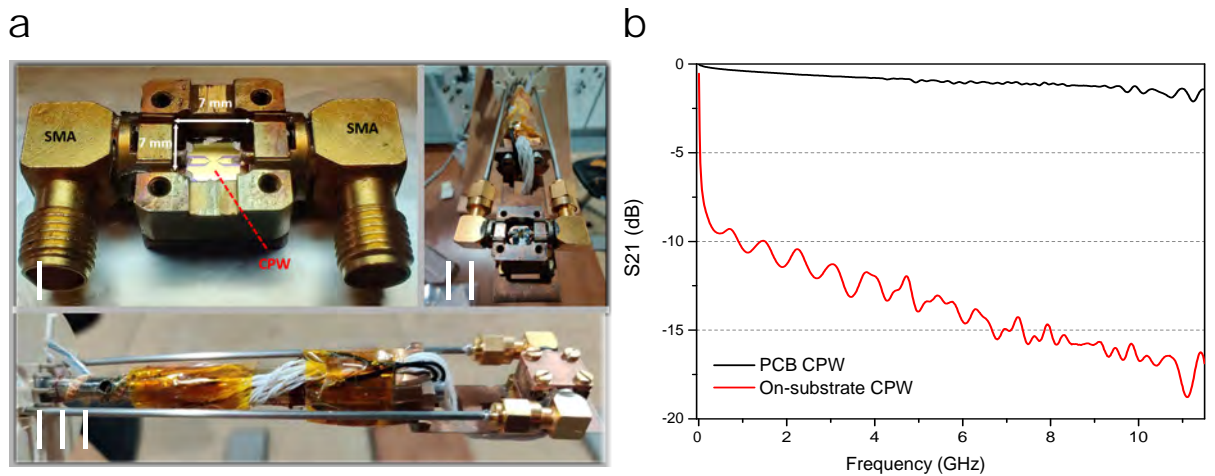 a
b
7 mm
SMA
SMA
7 mm
CPW
I
II
III
0
-5
-10
-15
-20
S21 (dB)
PCB CPW
On-substrate CPW
0
2
4
6
8
10
Frequency (GHz)